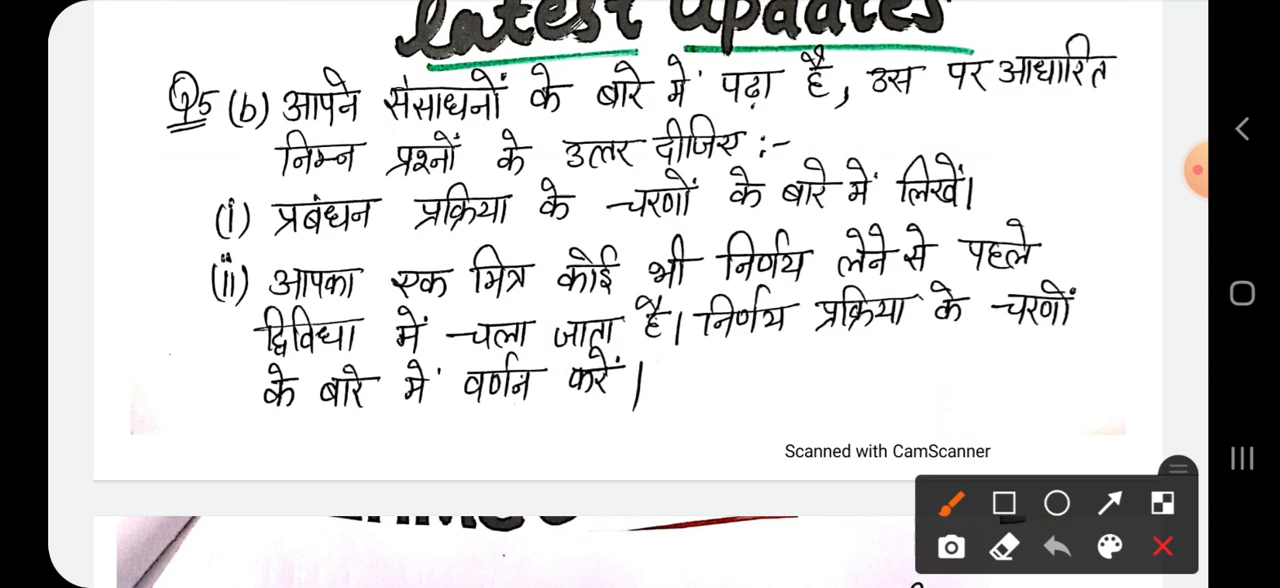 latest updates
Q5 (b) आपने संसाधनों के बारे में पढ़ा है, उस पर आधारित
निम्न प्रश्नों के उत्तर दीजिए :-
(i) प्रबंधन प्रक्रिया के चरणों के बारे में लिखें।
(ii) आपका एक मित्र कोई भी निर्णय लेने से पहले
द्विविधा में चला जाता है। निर्णय प्रक्रिया के चरणों
के बारे में वर्णन करें।
Scanned with CamScanner